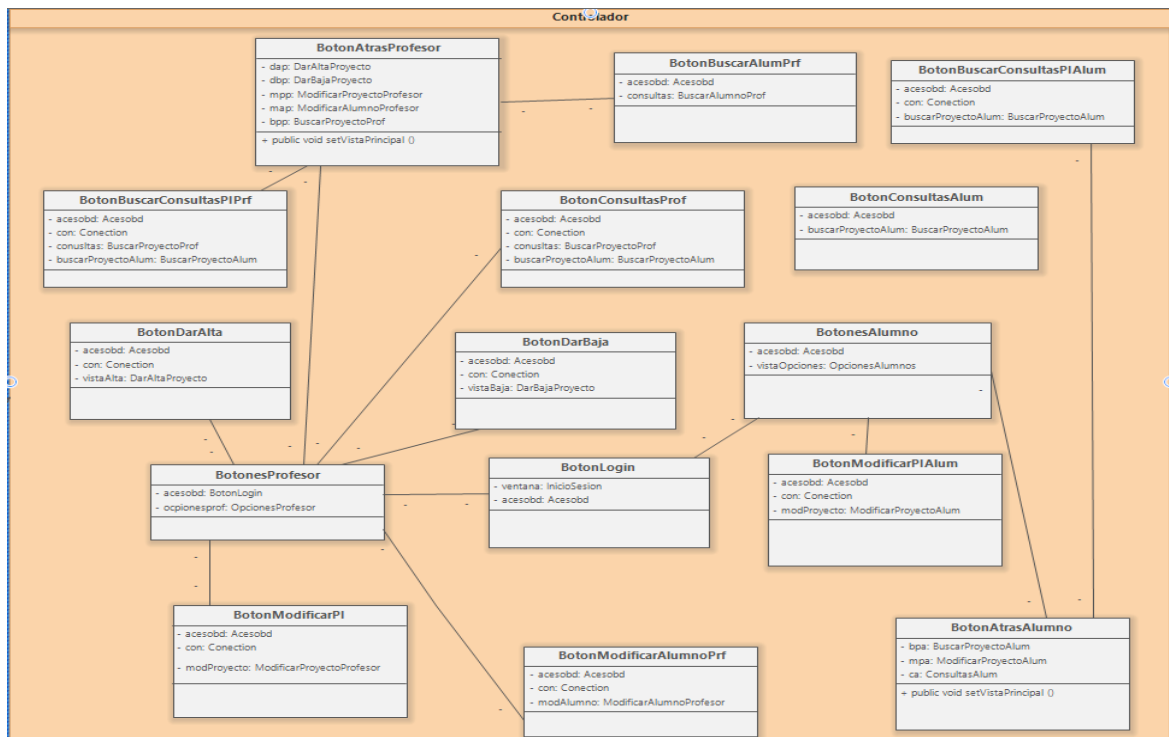 Controlador
BotonAtrasProfesor
- dap: DarAltaProyecto
- dbp: DarBajaProyecto
- mpp: ModificarProyectoProfesor
- map: ModificarAlumnoProfesor
- bpp: BuscarProyectoProf
+ public void setVistaPrincipal ()
BotonBuscarAlumPrf
- acesobd: Acesobd
- consultas: BuscarAlumnoProf
BotonBuscarConsultasPIAlum
- acesobd: Acesobd
- con: Conection
- buscarProyectoAlum: BuscarProyectoAlum
BotonBuscarConsultasPIPrf
- acesobd: Acesobd
- con: Conection
- conusltas: BuscarProyectoProf
- buscarProyectoAlum: BuscarProyectoAlum
BotonConsultasProf
- acesobd: Acesobd
- con: Conection
- conusltas: BuscarProyectoProf
- buscarProyectoAlum: BuscarProyectoAlum
BotonConsultasAlum
- acesobd: Acesobd
- buscarProyectoAlum: BuscarProyectoAlum
BotonDarAlta
- acesobd: Acesobd
- con: Conection
- vistaAlta: DarAltaProyecto
BotonDarBaja
- acesobd: Acesobd
- con: Conection
- vistaBaja: DarBajaProyecto
BotonesAlumno
- acesobd: Acesobd
- vistaOpciones: OpcionesAlumnos
BotonesProfesor
- acesobd: BotonLogin
- ocpionesprof: OpcionesProfesor
BotonLogin
- ventana: InicioSesion
- acesobd: Acesobd
BotonModificarPIAlum
- acesobd: Acesobd
- con: Conection
- modProyecto: ModificarProyectoAlum
BotonModificarPI
- acesobd: Acesobd
- con: Conection
- modProyecto: ModificarProyectoProfesor
BotonModificarAlumnoPrf
- acesobd: Acesobd
- con: Conection
- modAlumno: ModificarAlumnoProfesor
BotonAtrasAlumno
- bpa: BuscarProyectoAlum
- mpa: ModificarProyectoAlum
- ca: ConsultasAlum
+ public void setVistaPrincipal ()